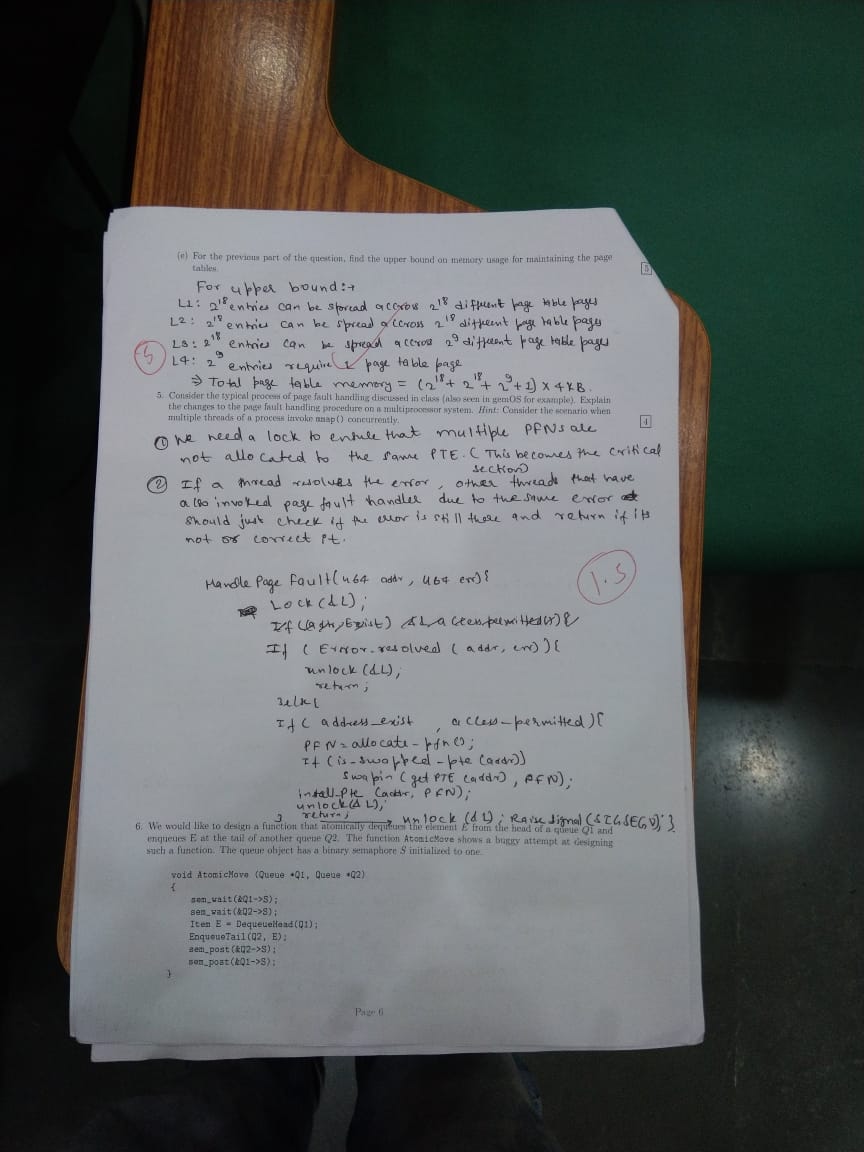 (e) For the previous part of the question, find the upper bound on memory usage for maintaining the page
tables.
5
For upper bound :→
L1: 2^18 entries can be spread accross 2^18 diffuent page table pages
L2: 2^18 entries can be spread accross 2^18 different page table pages
L3: 2^18 entries can be spread accross 2^9 different page table pages
5
L4: 2^9 entries require 1 page table page
⇒ Total page table memory = (2^18 + 2^18 + 2^9 + 1) × 4KB.
5. Consider the typical process of page fault handling discussed in class (also seen in gemOS for example). Explain
the changes to the page fault handling procedure on a multiprocessor system. Hint: Consider the scenario when
multiple threads of a process invoke mmap() concurrently.
4
① We need a lock to ensure that multiple PFNs are
not allocated to the same PTE. (This becomes the critical
section)
② If a thread resolves the error, other threads that have
also invoked page fault handler due to the same error
should just check if the error is still there and return if its
not or correct it.
1.5
Handle Page Fault(u64 addr, u64 err){
Lock(&L);
If (Error-resolved (addr, err)){
unlock (&L);
return;
}else{
If( address_exist , access-permitted ){
PFN = allocate-pfn();
If (is-swapped-pte (addr))
swapin (get PTE (addr), PFN);
install-Pte (addr, PFN);
unlock(&L);
return;
} unlock (&L); Raise signal (SIGSEGV); }
6. We would like to design a function that atomically dequeues the element E from the head of a queue Q1 and
enqueues E at the tail of another queue Q2. The function AtomicMove shows a buggy attempt at designing
such a function. The queue object has a binary semaphore S initialized to one.
void AtomicMove (Queue *Q1, Queue *Q2)
{
sem_wait(&Q1->S);
sem_wait(&Q2->S);
Item E = DequeueHead(Q1);
EnqueueTail(Q2, E);
sem_post(&Q2->S);
sem_post(&Q1->S);
}
Page 6